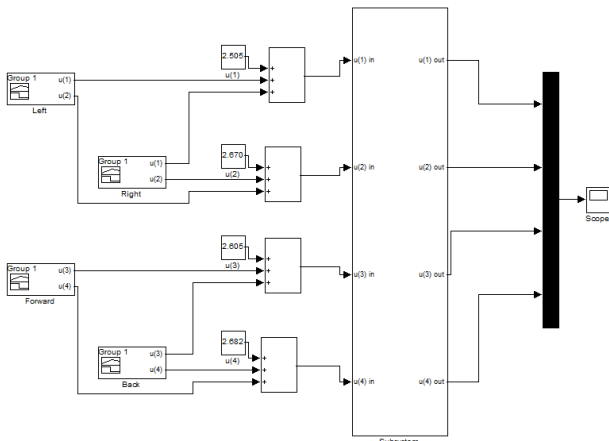 2.505
u(1)
Group 1
u(1)
u(2)
Left
Group 1
u(1)
u(2)
Right
2.670
u(2)
Group 1
u(3)
u(4)
Forward
2.605
u(3)
Group 1
u(3)
u(4)
Back
2.682
u(4)
+
+
+
+
+
+
+
+
+
+
+
+
u(1) in
u(1) out
u(2) in
u(2) out
u(3) in
u(3) out
u(4) in
u(4) out
Subsystem
Scope